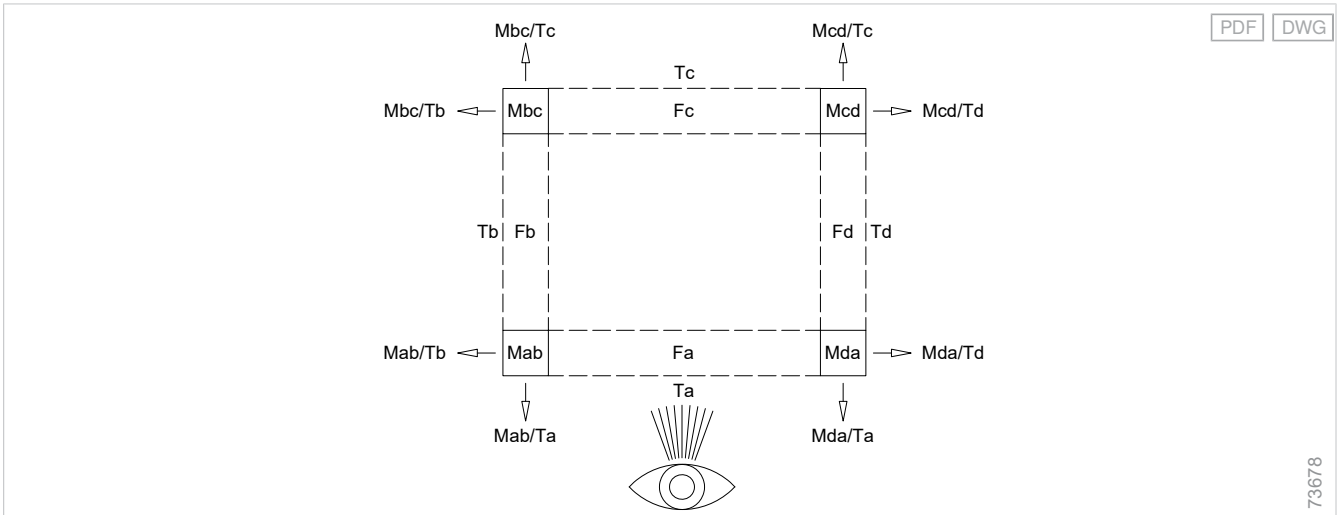 Mbc/Tc
Mcd/Tc
PDF
DWG
Tc
Mbc/Tb
Mbc
Fc
Mcd
Mcd/Td
Tb
Fb
Fd
Td
Mab/Tb
Mab
Fa
Mda
Mda/Td
Ta
Mab/Ta
Mda/Ta
73678